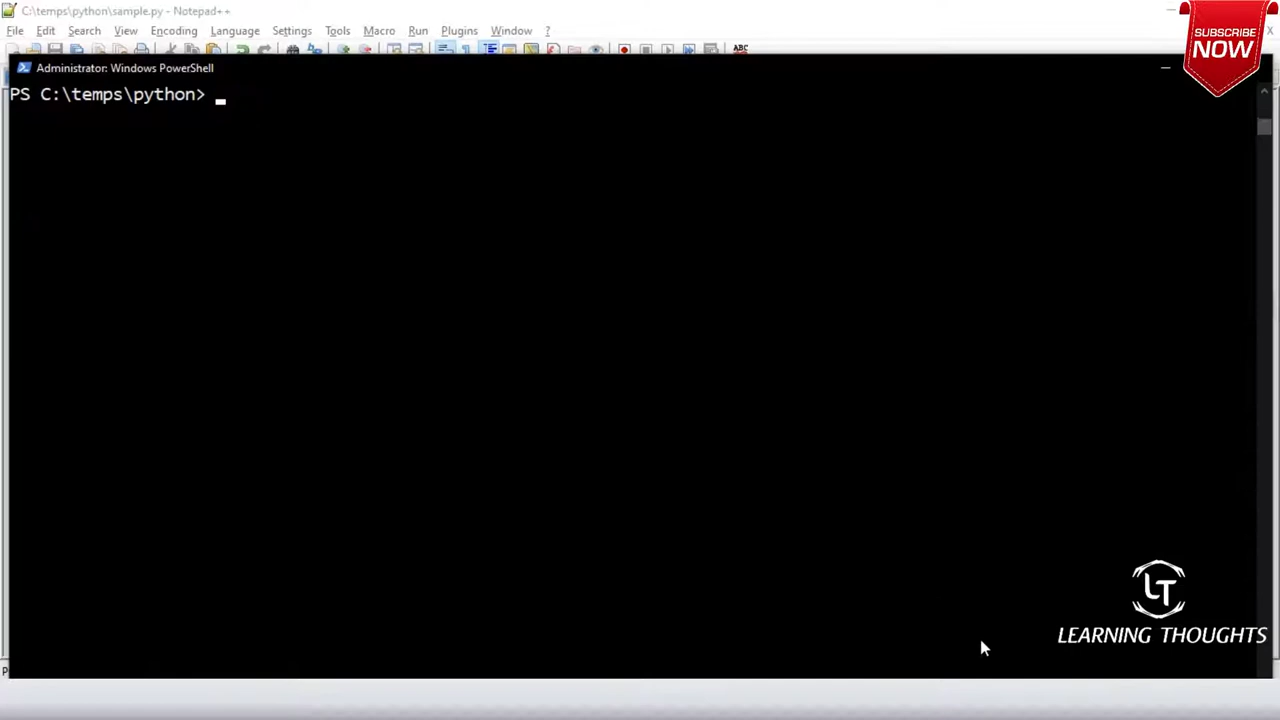 C:\temps\python\sample.py - Notepad++
File Edit Search View Encoding Language Settings Tools Macro Run Plugins Window ?
ABC
SUBSCRIBE
NOW
Administrator: Windows PowerShell
PS C:\temps\python>
LT
LEARNING THOUGHTS